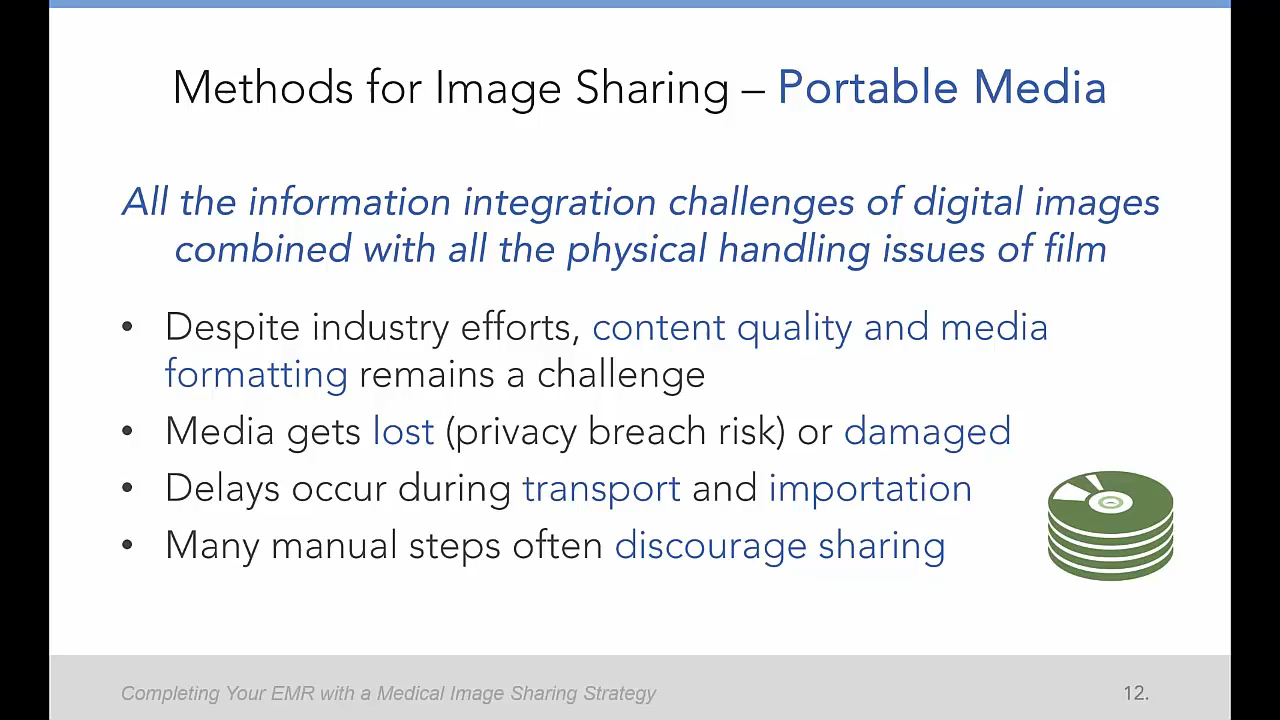 Methods for Image Sharing – Portable Media
All the information integration challenges of digital images
combined with all the physical handling issues of film
• Despite industry efforts, content quality and media
formatting remains a challenge
• Media gets lost (privacy breach risk) or damaged
• Delays occur during transport and importation
• Many manual steps often discourage sharing
Completing Your EMR with a Medical Image Sharing Strategy
12.